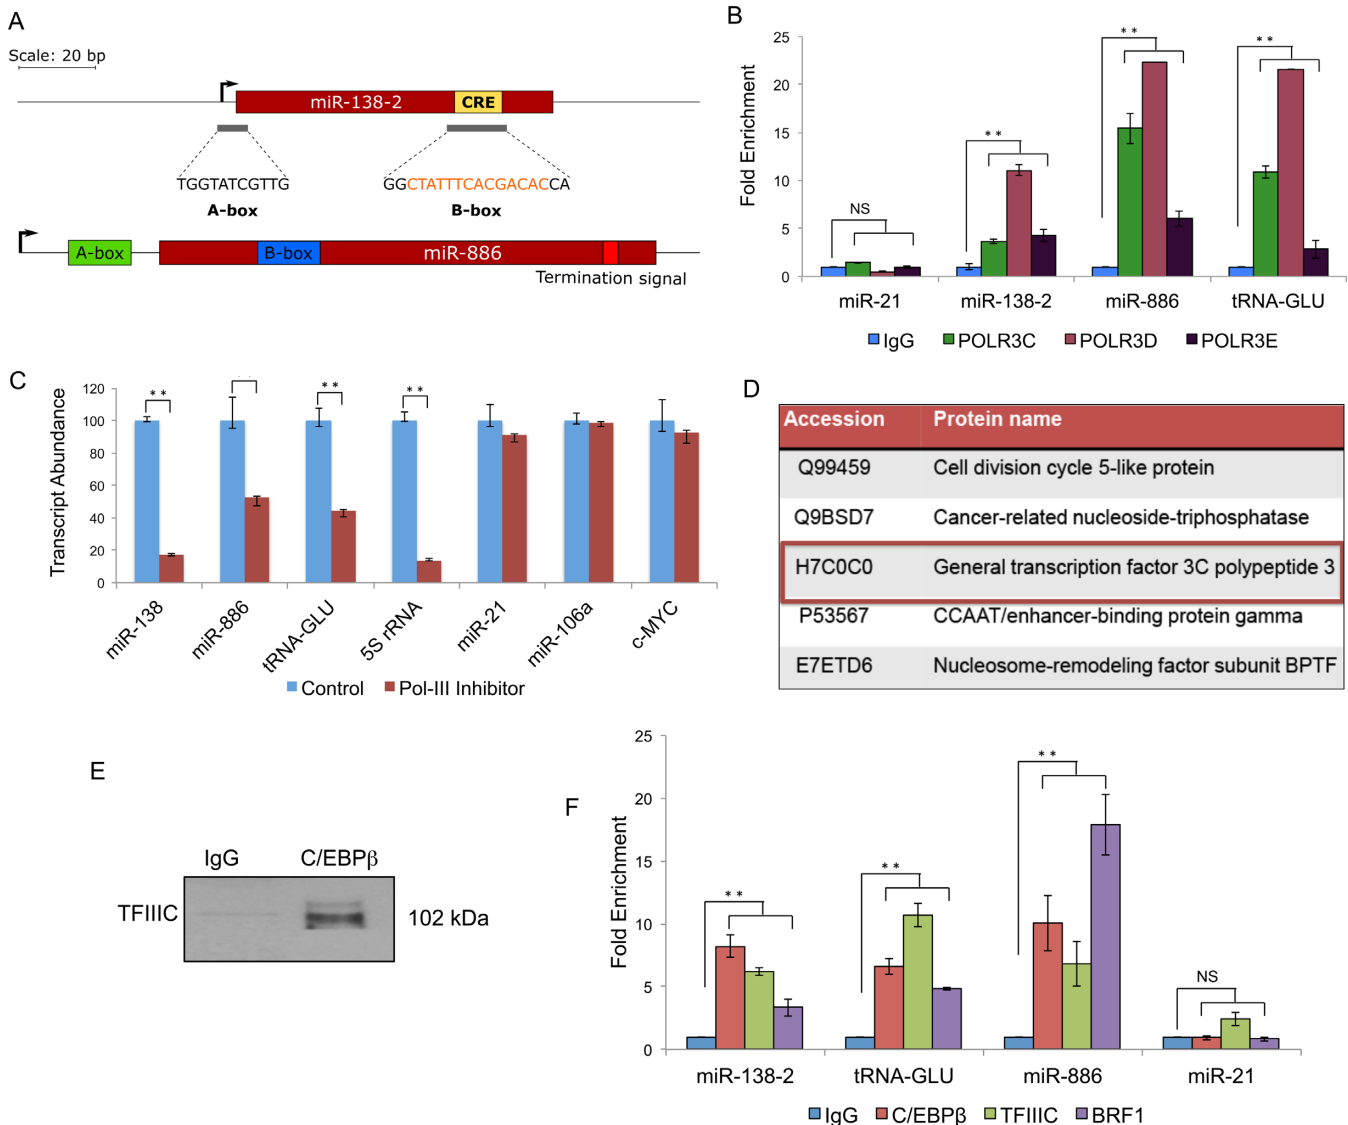 A
Scale: 20 bp
miR-138-2
CRE
TGGTATCGTTG
GGCTATTTCACGACACCA
A-box
B-box
A-box
B-box
miR-886
Termination signal
B
Fold Enrichment
25
20
15
10
5
0
**
**
**
NS
miR-21
miR-138-2
miR-886
tRNA-GLU
IgG
POLR3C
POLR3D
POLR3E
C
Transcript Abundance
120
100
80
60
40
20
0
**
**
**
miR-138
miR-886
tRNA-GLU
5S rRNA
miR-21
miR-106a
c-MYC
Control
Pol-III Inhibitor
D
Accession Protein name
Q99459 Cell division cycle 5-like protein
Q9BSD7 Cancer-related nucleoside-triphosphatase
H7C0C0 General transcription factor 3C polypeptide 3
P53567 CCAAT/enhancer-binding protein gamma
E7ETD6 Nucleosome-remodeling factor subunit BPTF
E
IgG
C/EBPβ
TFIIIC
102 kDa
F
Fold Enrichment
25
20
15
10
5
0
**
**
**
NS
miR-138-2
tRNA-GLU
miR-886
miR-21
IgG
C/EBPβ
TFIIIC
BRF1